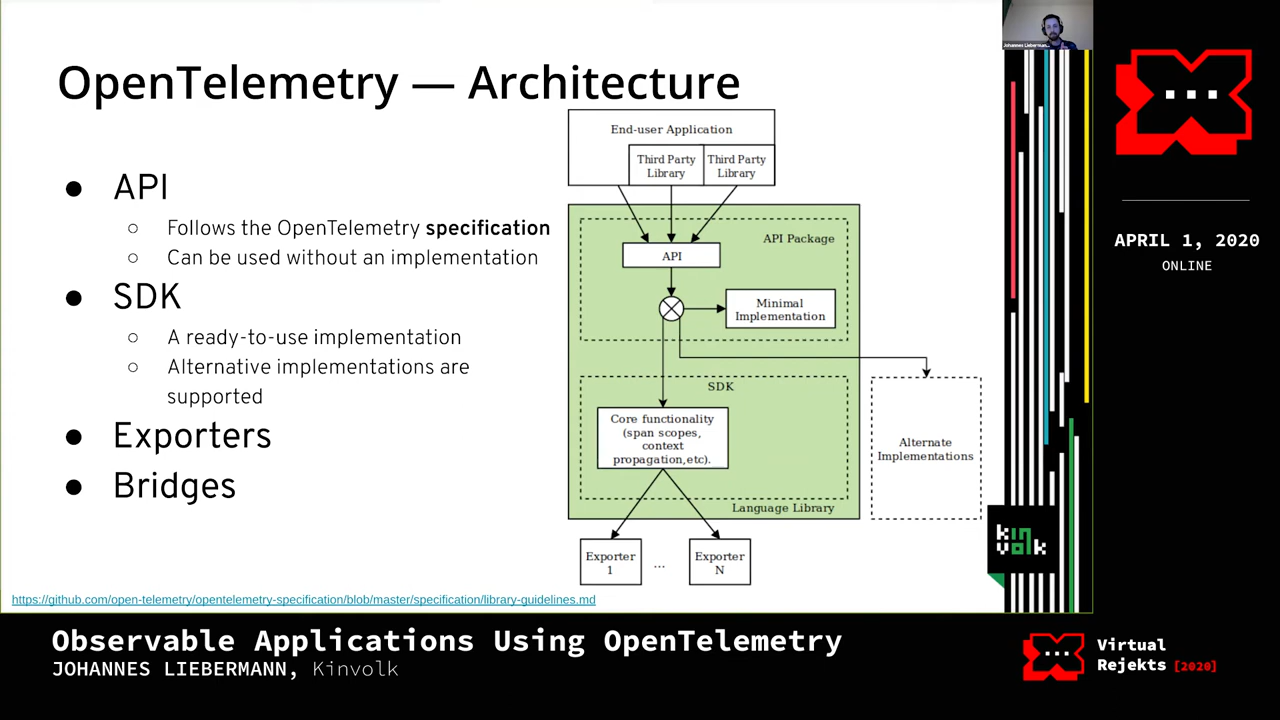 OpenTelemetry — Architecture
● API
○ Follows the OpenTelemetry specification
○ Can be used without an implementation
● SDK
○ A ready-to-use implementation
○ Alternative implementations are
supported
● Exporters
● Bridges
End-user Application
Third Party
Library
Third Party
Library
API Package
API
Minimal
Implementation
SDK
Core functionality
(span scopes,
context
propagation,etc).
Alternate
Implementations
Language Library
Exporter
1
...
Exporter
N
https://github.com/open-telemetry/opentelemetry-specification/blob/master/specification/library-guidelines.md
kin
volk
APRIL 1, 2020
ONLINE
Observable Applications Using OpenTelemetry
JOHANNES LIEBERMANN, Kinvolk
Virtual
Rejekts [2020]